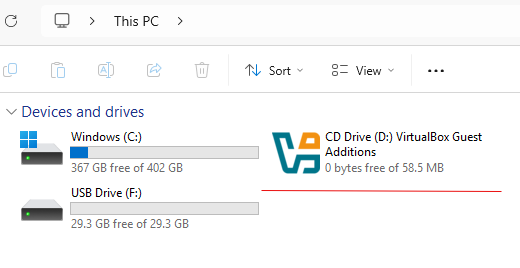 This PC
Sort
View
Devices and drives
Windows (C:)
367 GB free of 402 GB
CD Drive (D:) VirtualBox Guest
Additions
0 bytes free of 58.5 MB
USB Drive (F:)
29.3 GB free of 29.3 GB